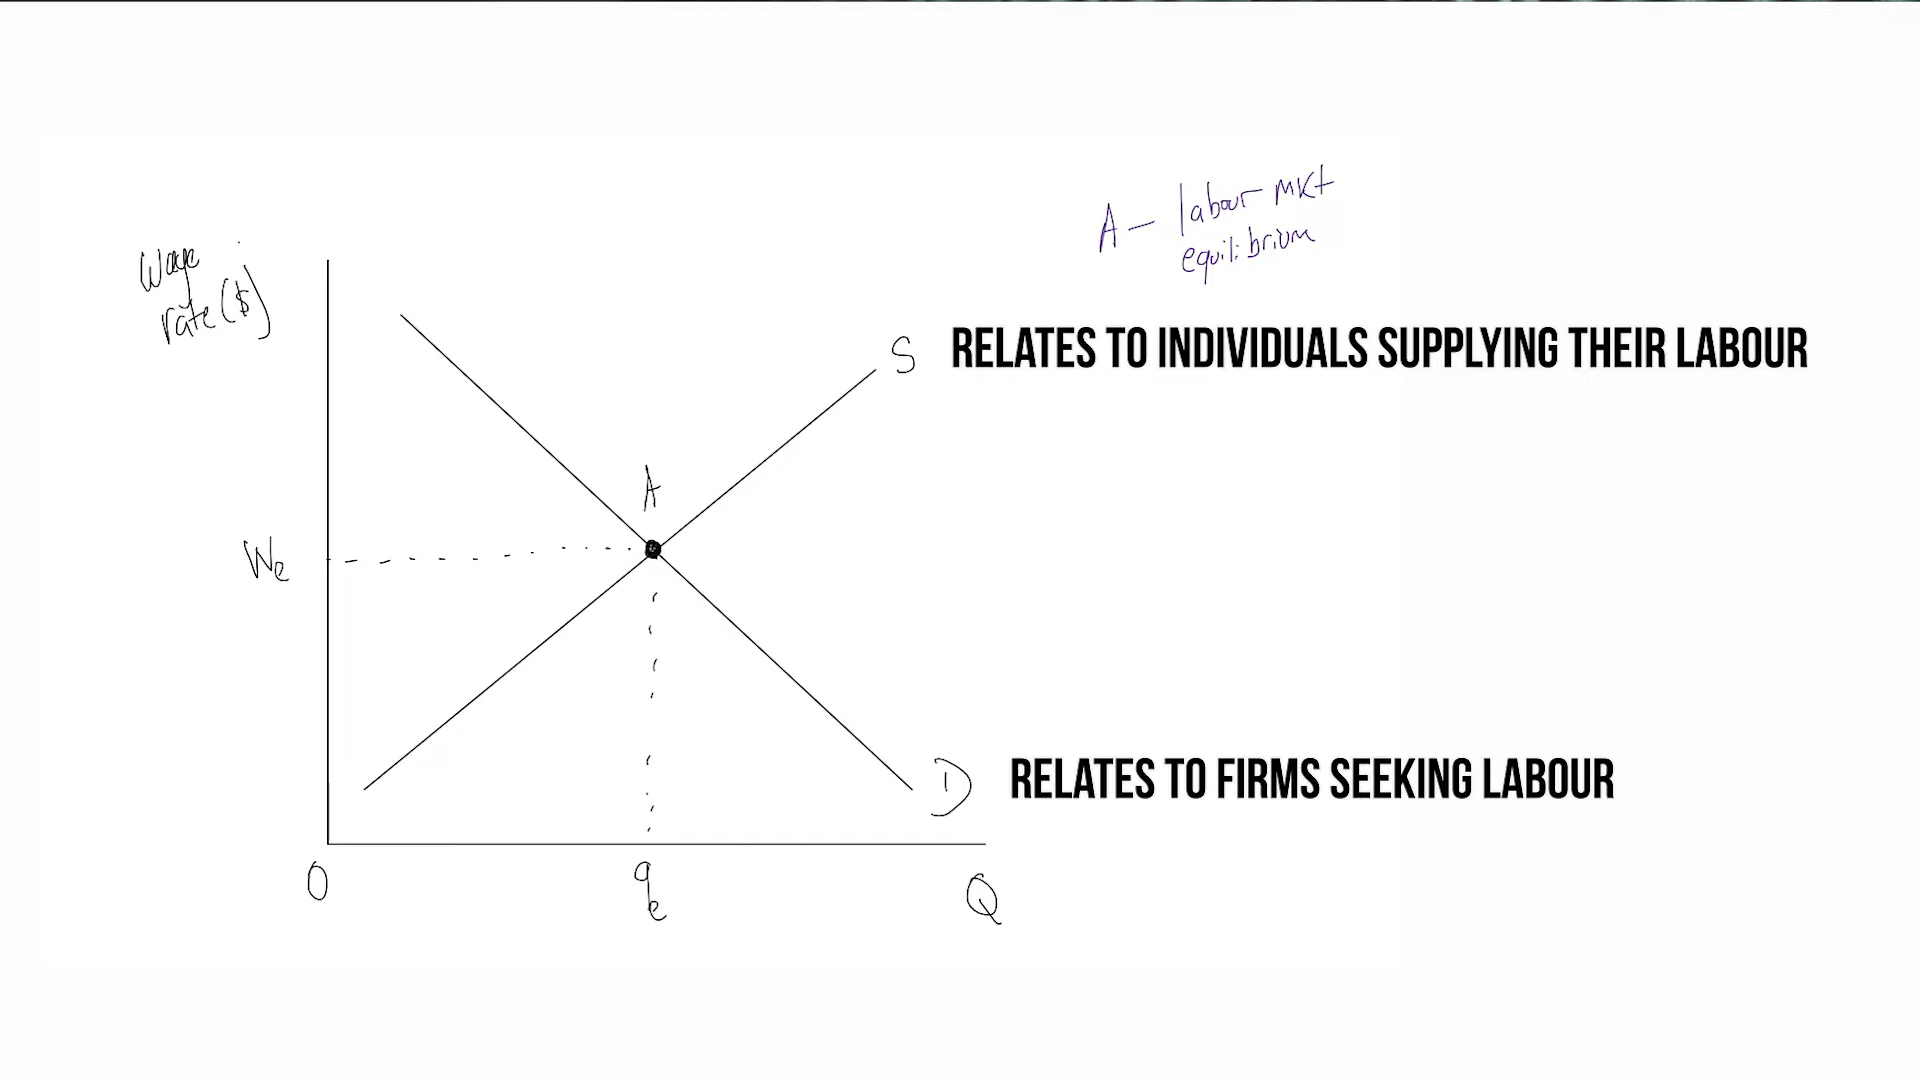 A – labour mkt
equilibrium
Wage
rate ($)
S
RELATES TO INDIVIDUALS SUPPLYING THEIR LABOUR
A
We
D
RELATES TO FIRMS SEEKING LABOUR
O
qe
Q